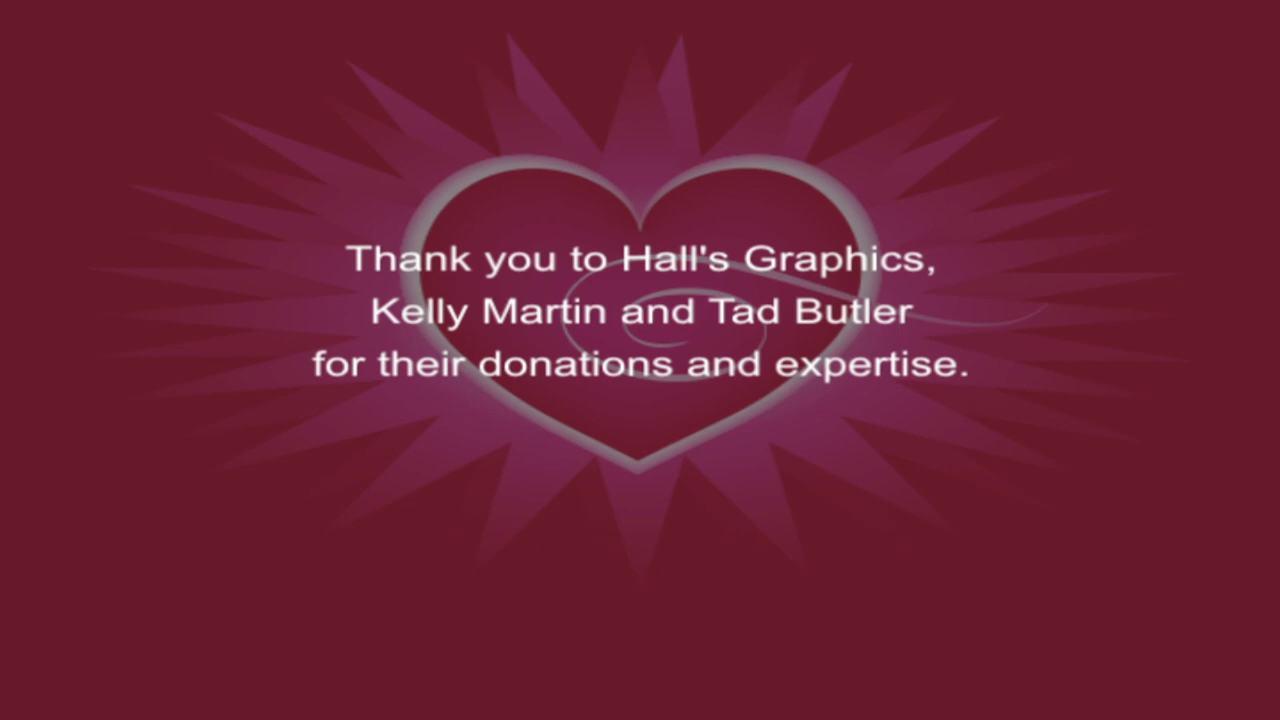 Thank you to Hall's Graphics,
Kelly Martin and Tad Butler
for their donations and expertise.